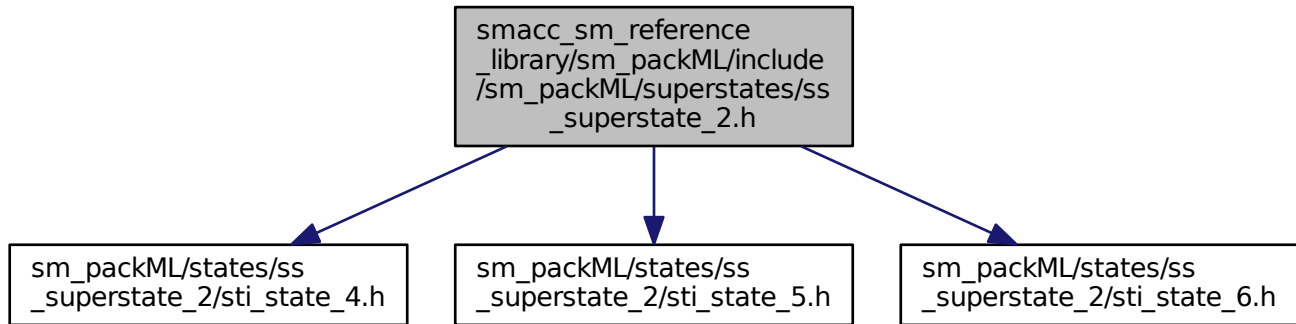 smacc_sm_reference
_library/sm_packML/include
/sm_packML/superstates/ss
_superstate_2.h
sm_packML/states/ss
_superstate_2/sti_state_4.h
sm_packML/states/ss
_superstate_2/sti_state_5.h
sm_packML/states/ss
_superstate_2/sti_state_6.h